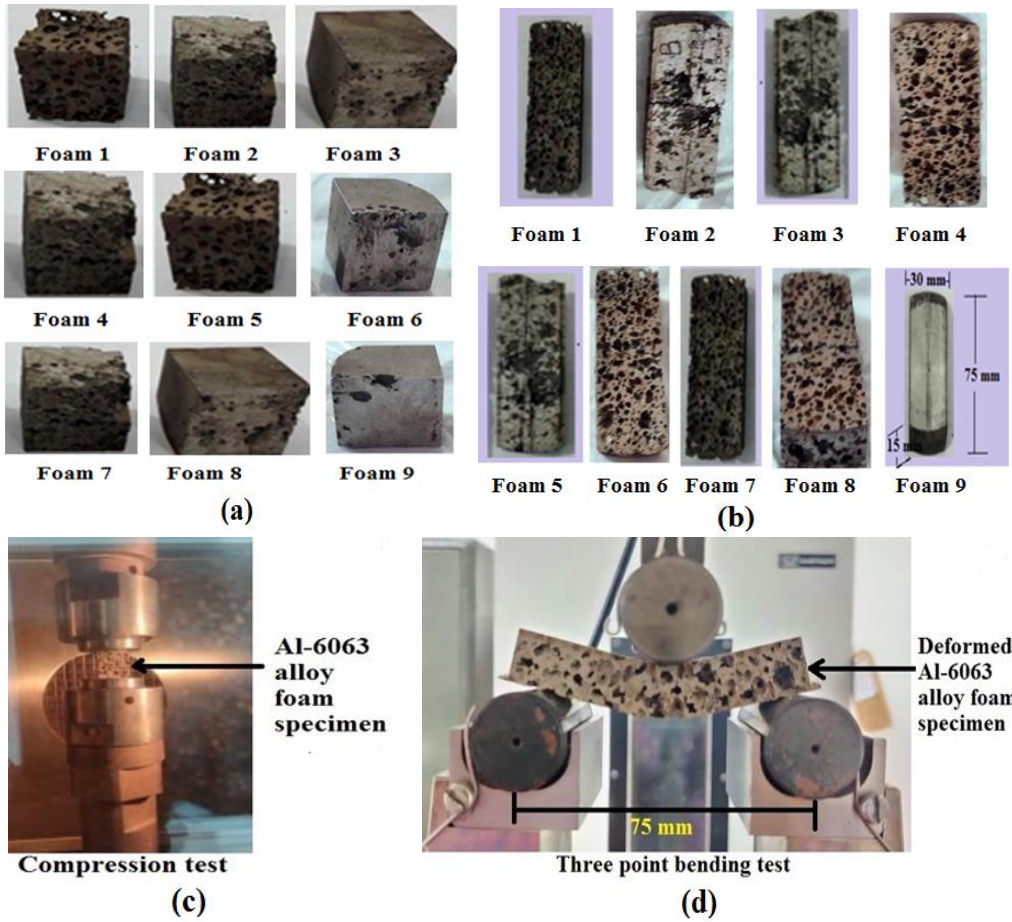 Foam 1 Foam 2 Foam 3
Foam 4 Foam 5 Foam 6
Foam 7 Foam 8 Foam 9
(a)
Foam 1 Foam 2 Foam 3 Foam 4
30 mm
75 mm
15 mm
Foam 5 Foam 6 Foam 7 Foam 8 Foam 9
(b)
Al-6063
alloy
foam
specimen
Compression test
(c)
Deformed
Al-6063
alloy foam
specimen
75 mm
Three point bending test
(d)